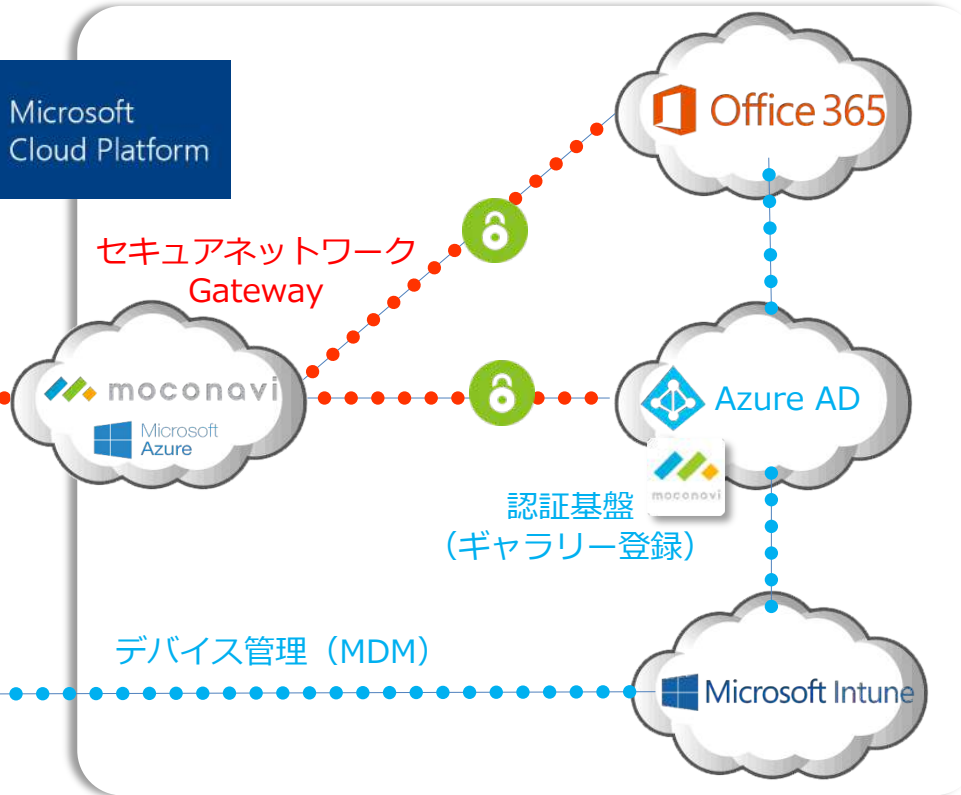 Microsoft
Cloud Platform
Office 365
セキュアネットワーク
Gateway
moconavi
Microsoft
Azure
Azure AD
moconavi
認証基盤
（ギャラリー登録）
デバイス管理（MDM）
Microsoft Intune